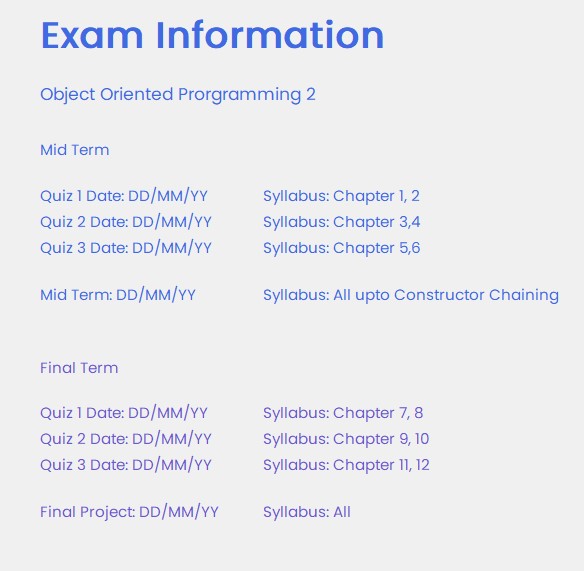 Exam Information
Object Oriented Prorgramming 2
Mid Term
Quiz 1 Date: DD/MM/YY Syllabus: Chapter 1, 2
Quiz 2 Date: DD/MM/YY Syllabus: Chapter 3,4
Quiz 3 Date: DD/MM/YY Syllabus: Chapter 5,6
Mid Term: DD/MM/YY Syllabus: All upto Constructor Chaining
Final Term
Quiz 1 Date: DD/MM/YY Syllabus: Chapter 7, 8
Quiz 2 Date: DD/MM/YY Syllabus: Chapter 9, 10
Quiz 3 Date: DD/MM/YY Syllabus: Chapter 11, 12
Final Project: DD/MM/YY Syllabus: All